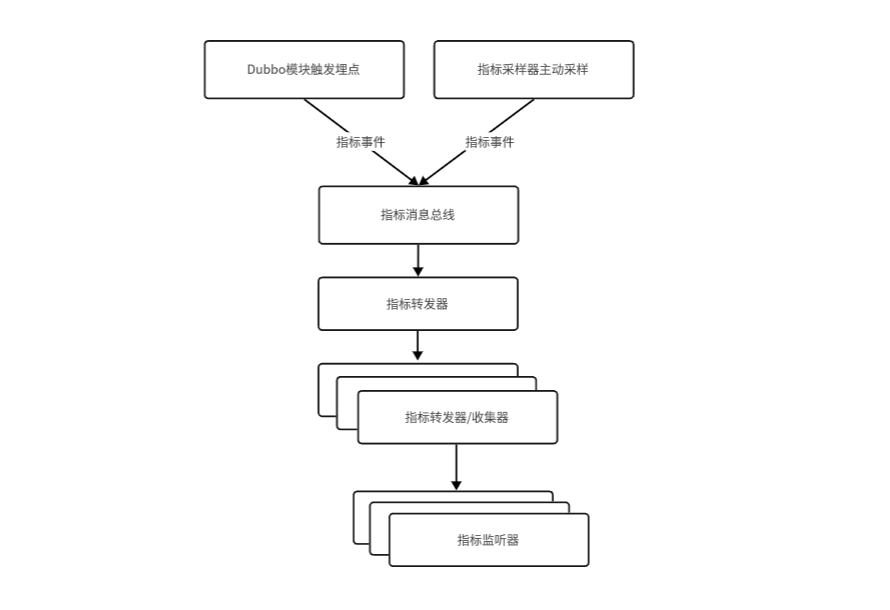 Dubbo模块触发埋点
指标采样器主动采样
指标事件
指标事件
指标消息总线
指标转发器
指标转发器/收集器
指标监听器